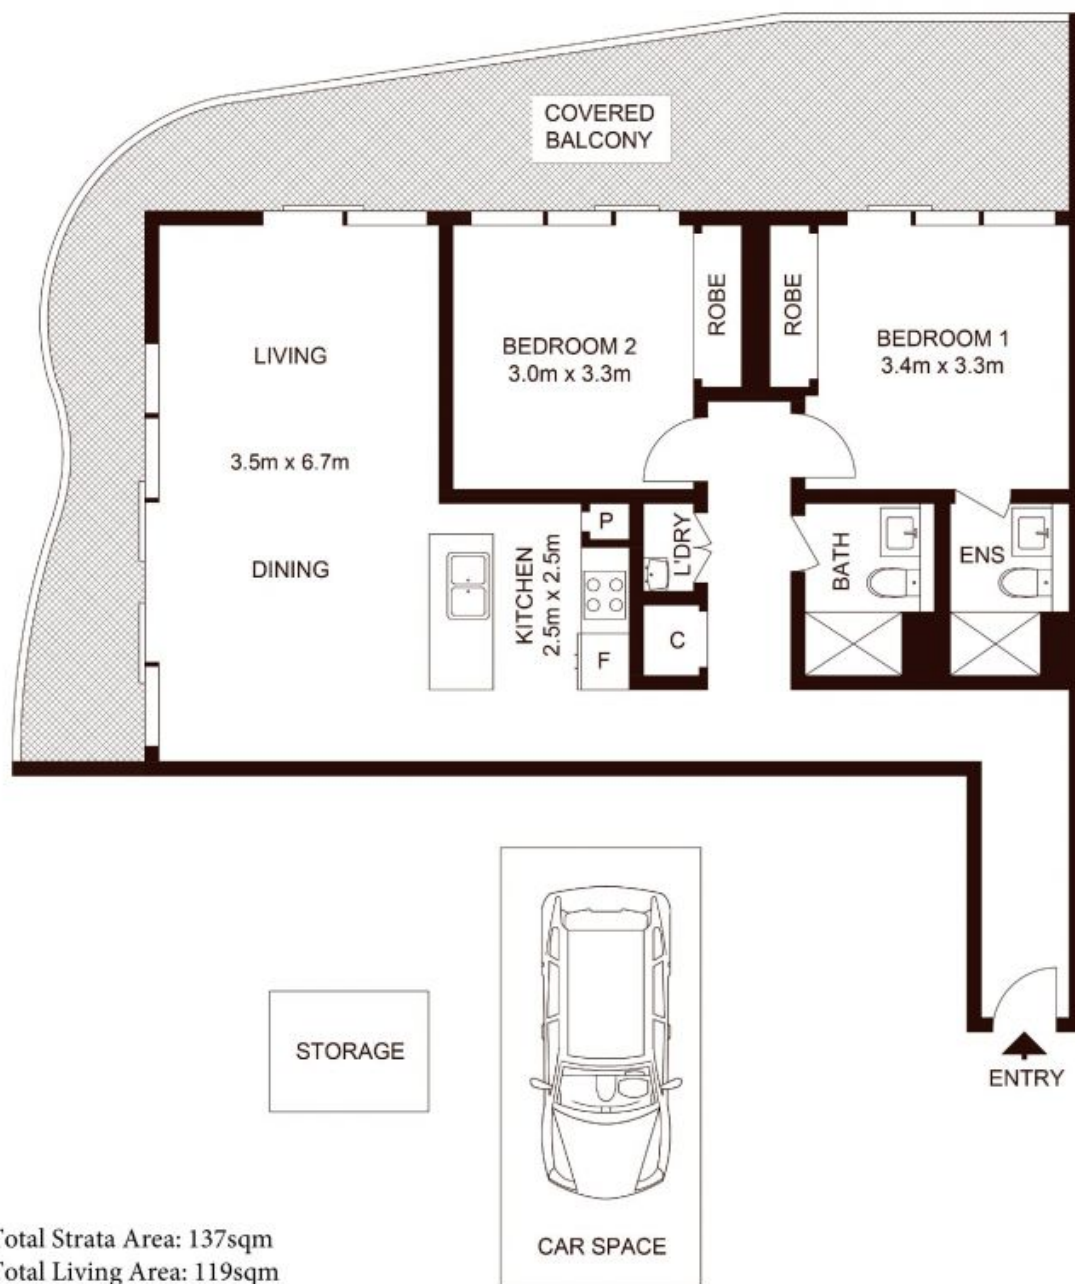 COVERED
BALCONY
LIVING
3.5m x 6.7m
DINING
BEDROOM 2
3.0m x 3.3m
ROBE
ROBE
BEDROOM 1
3.4m x 3.3m
KITCHEN
2.5m x 2.5m
P
F
L'DRY
C
BATH
ENS
STORAGE
CAR SPACE
ENTRY
Total Strata Area: 137sqm
Total Living Area: 119sqm